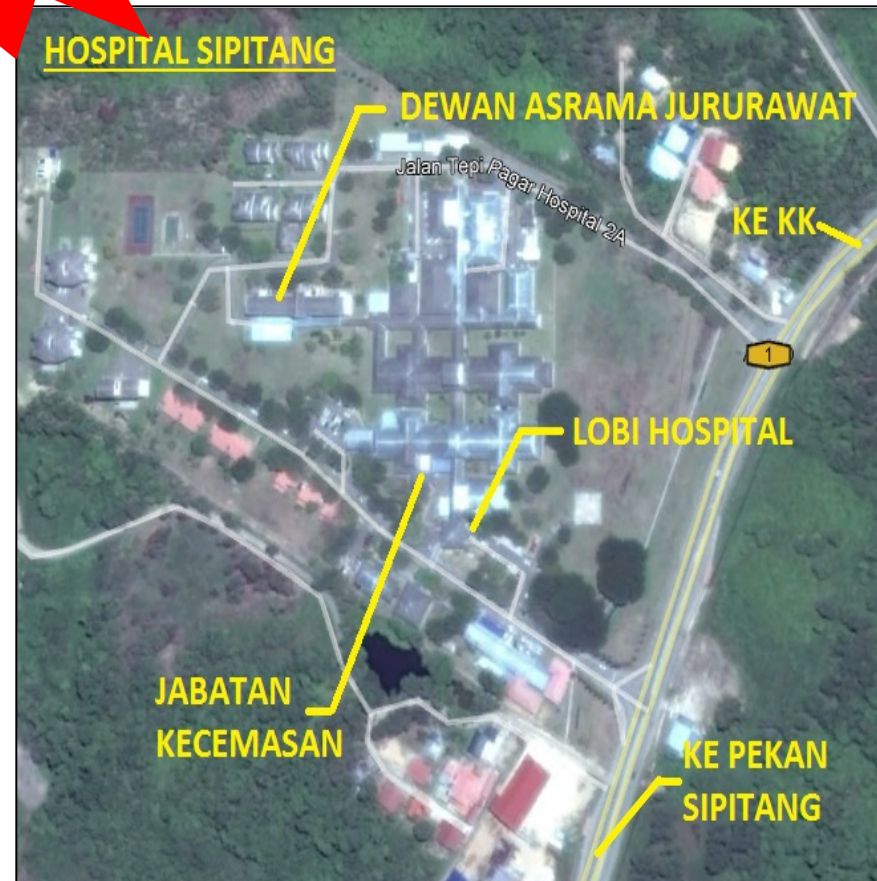 HOSPITAL SIPITANG
DEWAN ASRAMA JURURAWAT
Jalan Tepi Pagar Hospital 2A
KE KK
1
LOBI HOSPITAL
JABATAN
KECEMASAN
KE PEKAN
SIPITANG